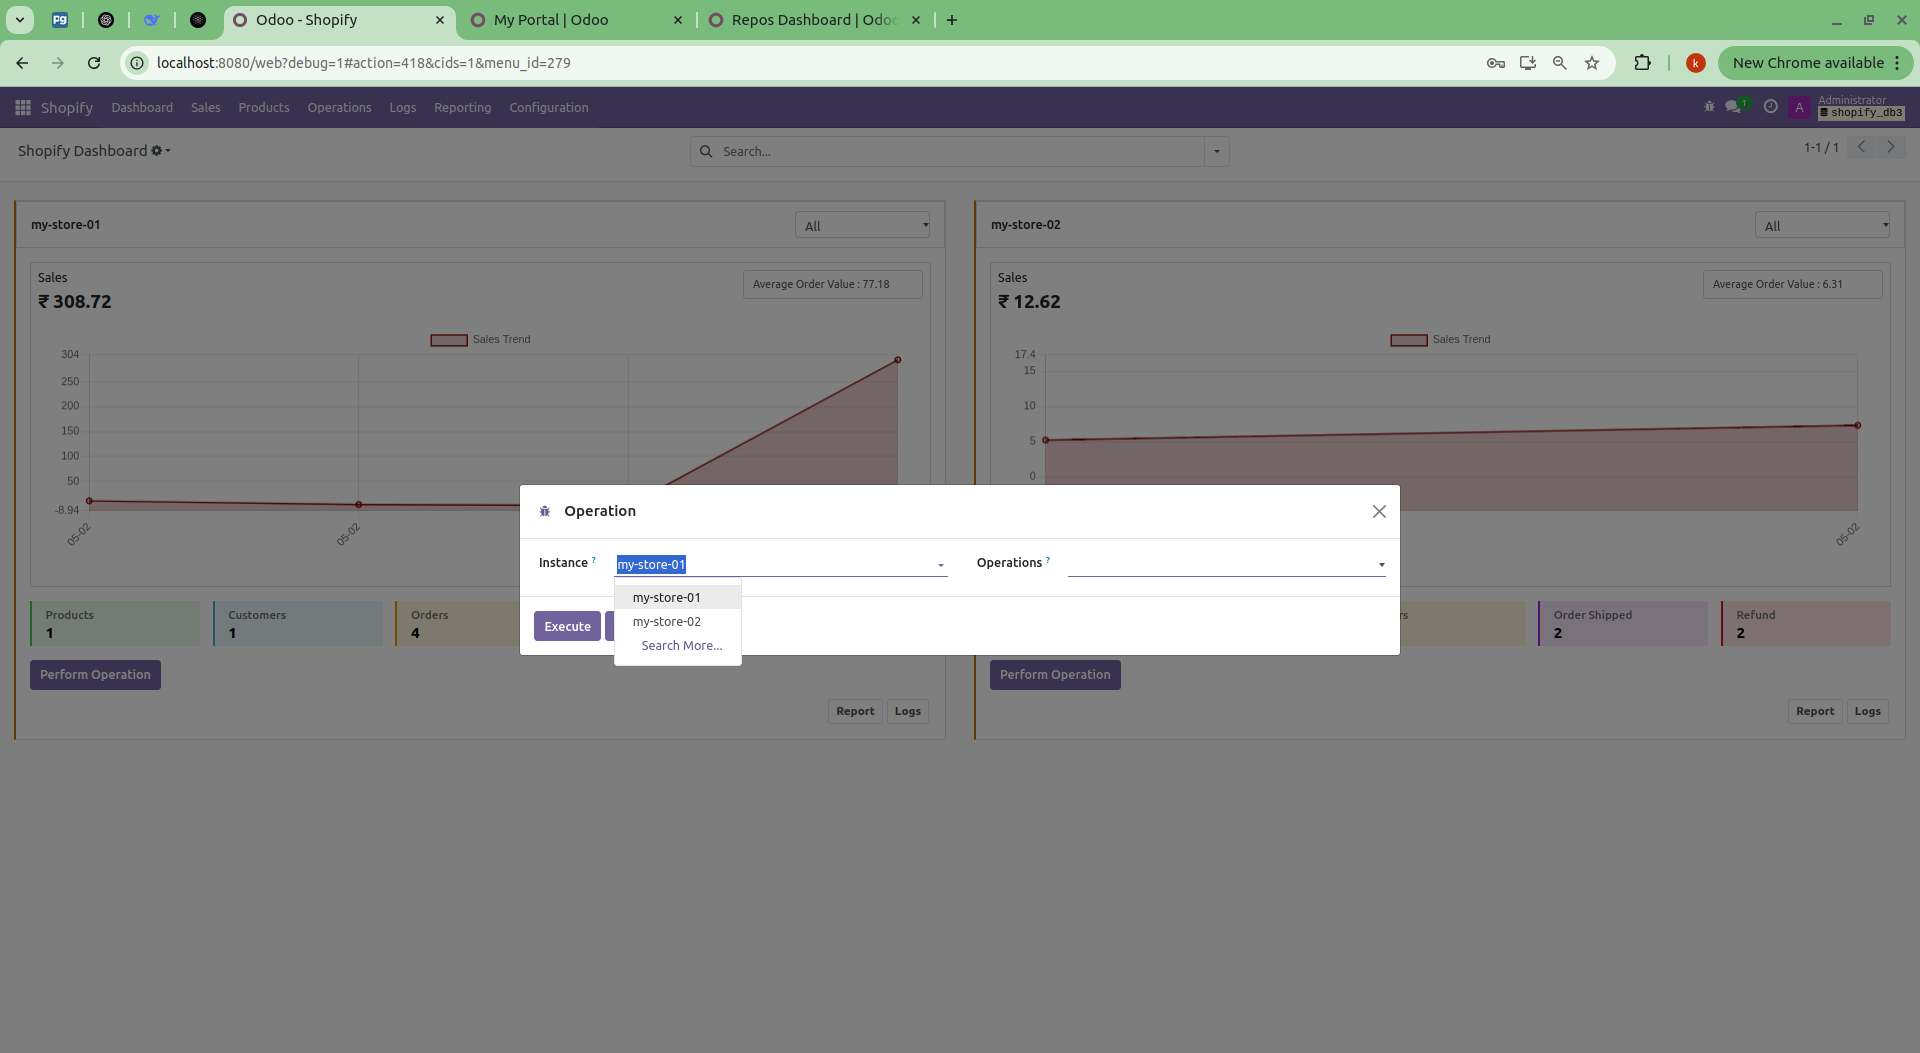 Odoo - Shopify
My Portal | Odoo
Repos Dashboard | Odoo
localhost:8080/web?debug=1#action=418&cids=1&menu_id=279
k
New Chrome available
Shopify
Dashboard
Sales
Products
Operations
Logs
Reporting
Configuration
1
A
Administrator
shopify_db3
Shopify Dashboard
Search...
1-1 / 1
my-store-01
All
Sales
₹ 308.72
Average Order Value : 77.18
Sales Trend
304
250
200
150
100
50
-8.94
05-02
05-02
my-store-02
All
Sales
₹ 12.62
Average Order Value : 6.31
Sales Trend
17.4
15
10
5
0
05-02
Operation
Instance ?
my-store-01
Operations ?
my-store-01
my-store-02
Search More...
Execute
Products
1
Customers
1
Orders
4
rs
Order Shipped
2
Refund
2
Perform Operation
Report
Logs
Perform Operation
Report
Logs